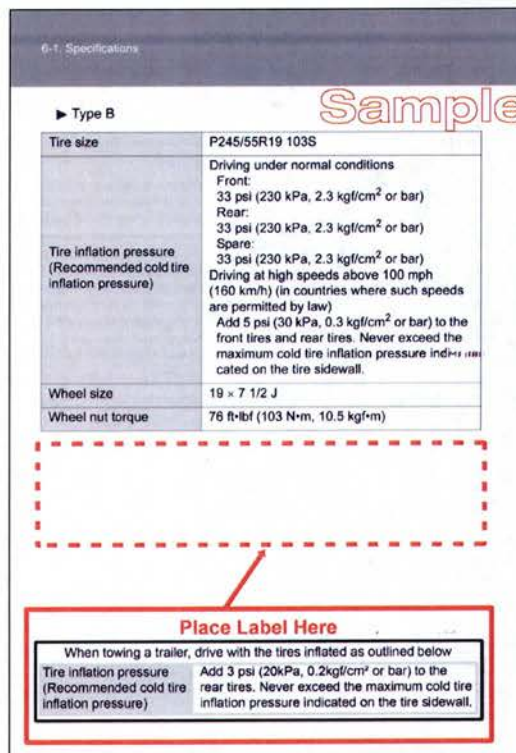 6-1. Specifications
Sample
► Type B
Tire size P245/55R19 103S
Tire inflation pressure
(Recommended cold tire
inflation pressure)
Driving under normal conditions
Front:
33 psi (230 kPa, 2.3 kgf/cm² or bar)
Rear:
33 psi (230 kPa, 2.3 kgf/cm² or bar)
Spare:
33 psi (230 kPa, 2.3 kgf/cm² or bar)
Driving at high speeds above 100 mph
(160 km/h) (in countries where such speeds
are permitted by law)
Add 5 psi (30 kPa, 0.3 kgf/cm² or bar) to the
front tires and rear tires. Never exceed the
maximum cold tire inflation pressure indi-
cated on the tire sidewall.
Wheel size 19 × 7 1/2 J
Wheel nut torque 76 ft•lbf (103 N•m, 10.5 kgf•m)
Place Label Here
When towing a trailer, drive with the tires inflated as outlined below
Tire inflation pressure
(Recommended cold tire
inflation pressure)
Add 3 psi (20kPa, 0.2kgf/cm² or bar) to the
rear tires. Never exceed the maximum cold tire
inflation pressure indicated on the tire sidewall.